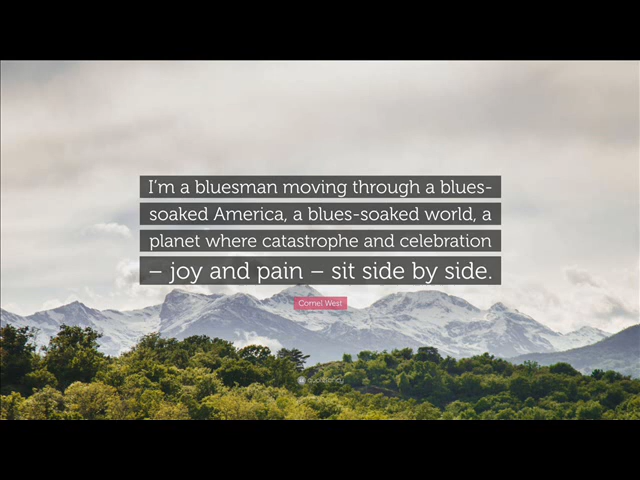 I'm a bluesman moving through a blues-
soaked America, a blues-soaked world, a
planet where catastrophe and celebration
– joy and pain – sit side by side.
Cornel West
quotefancy